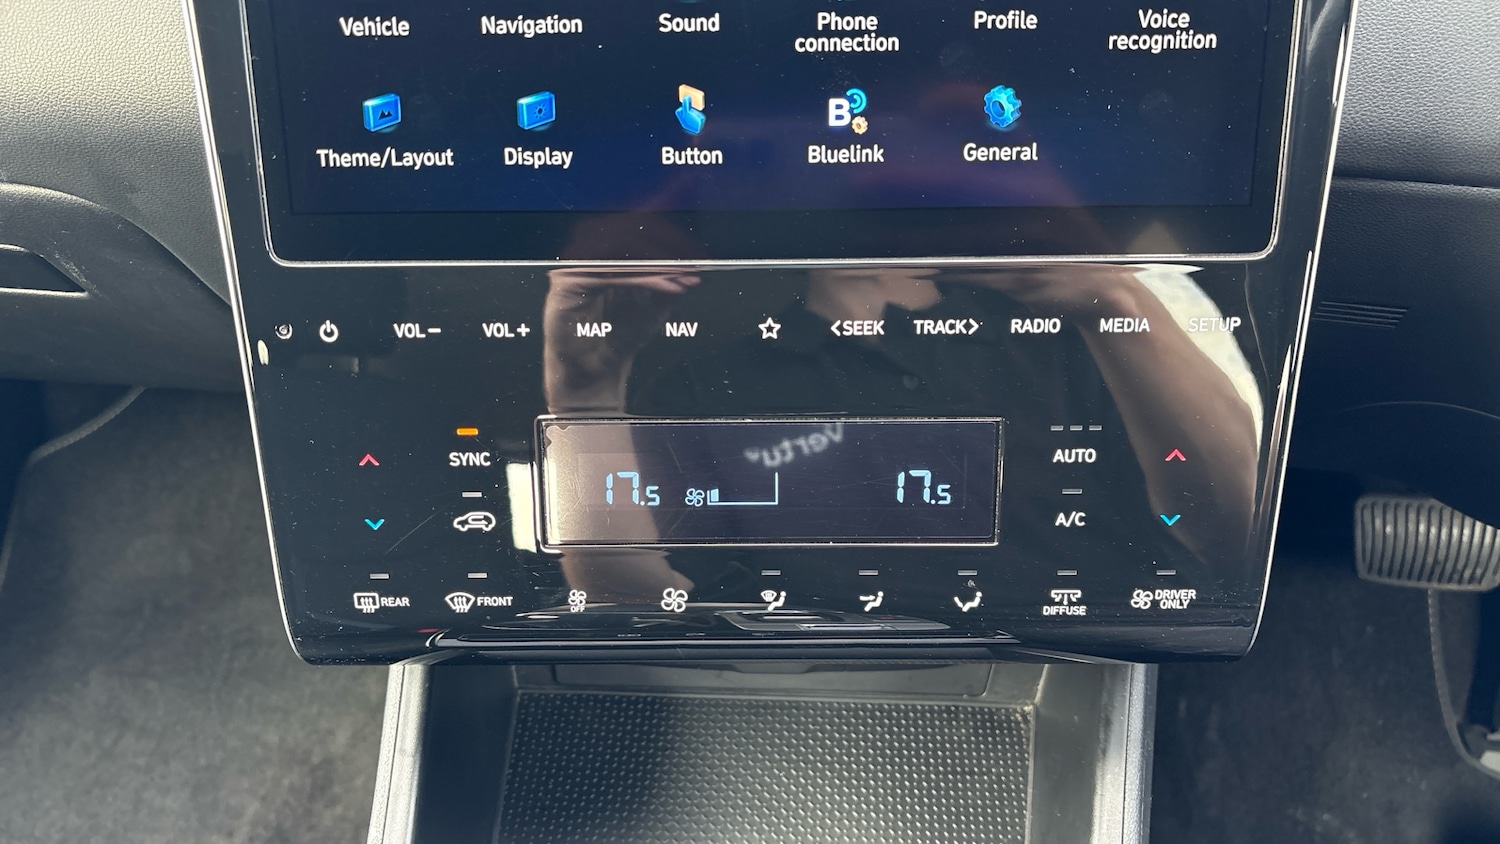 Vehicle Navigation Sound Phone connection Profile Voice recognition
Theme/Layout Display Button Bluelink General
VOL− VOL+ MAP NAV <SEEK TRACK> RADIO MEDIA SETUP
SYNC AUTO
17.5 17.5
A/C
REAR FRONT OFF DIFFUSE DRIVER ONLY
Vertu